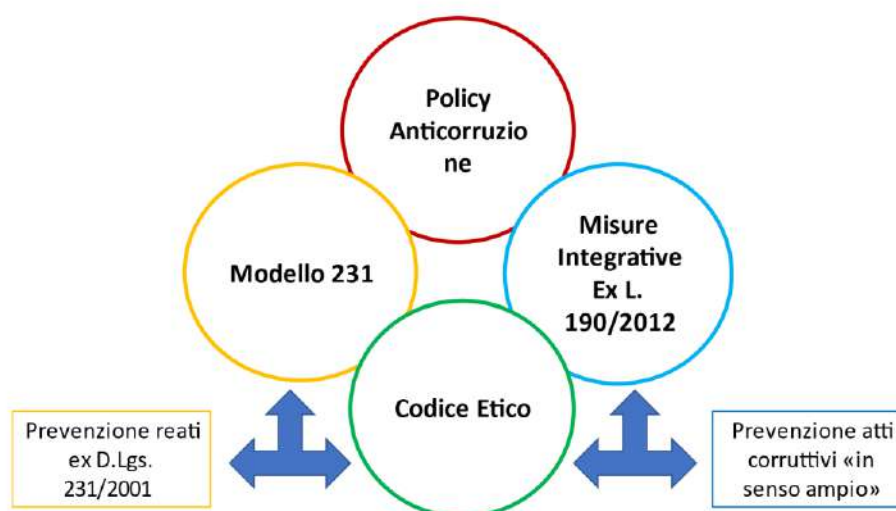 Policy
Anticorruzio
ne
Misure
Integrative
Ex L.
190/2012
Modello 231
Codice Etico
Prevenzione reati
ex D.Lgs.
231/2001
Prevenzione atti
corruttivi «in
senso ampio»